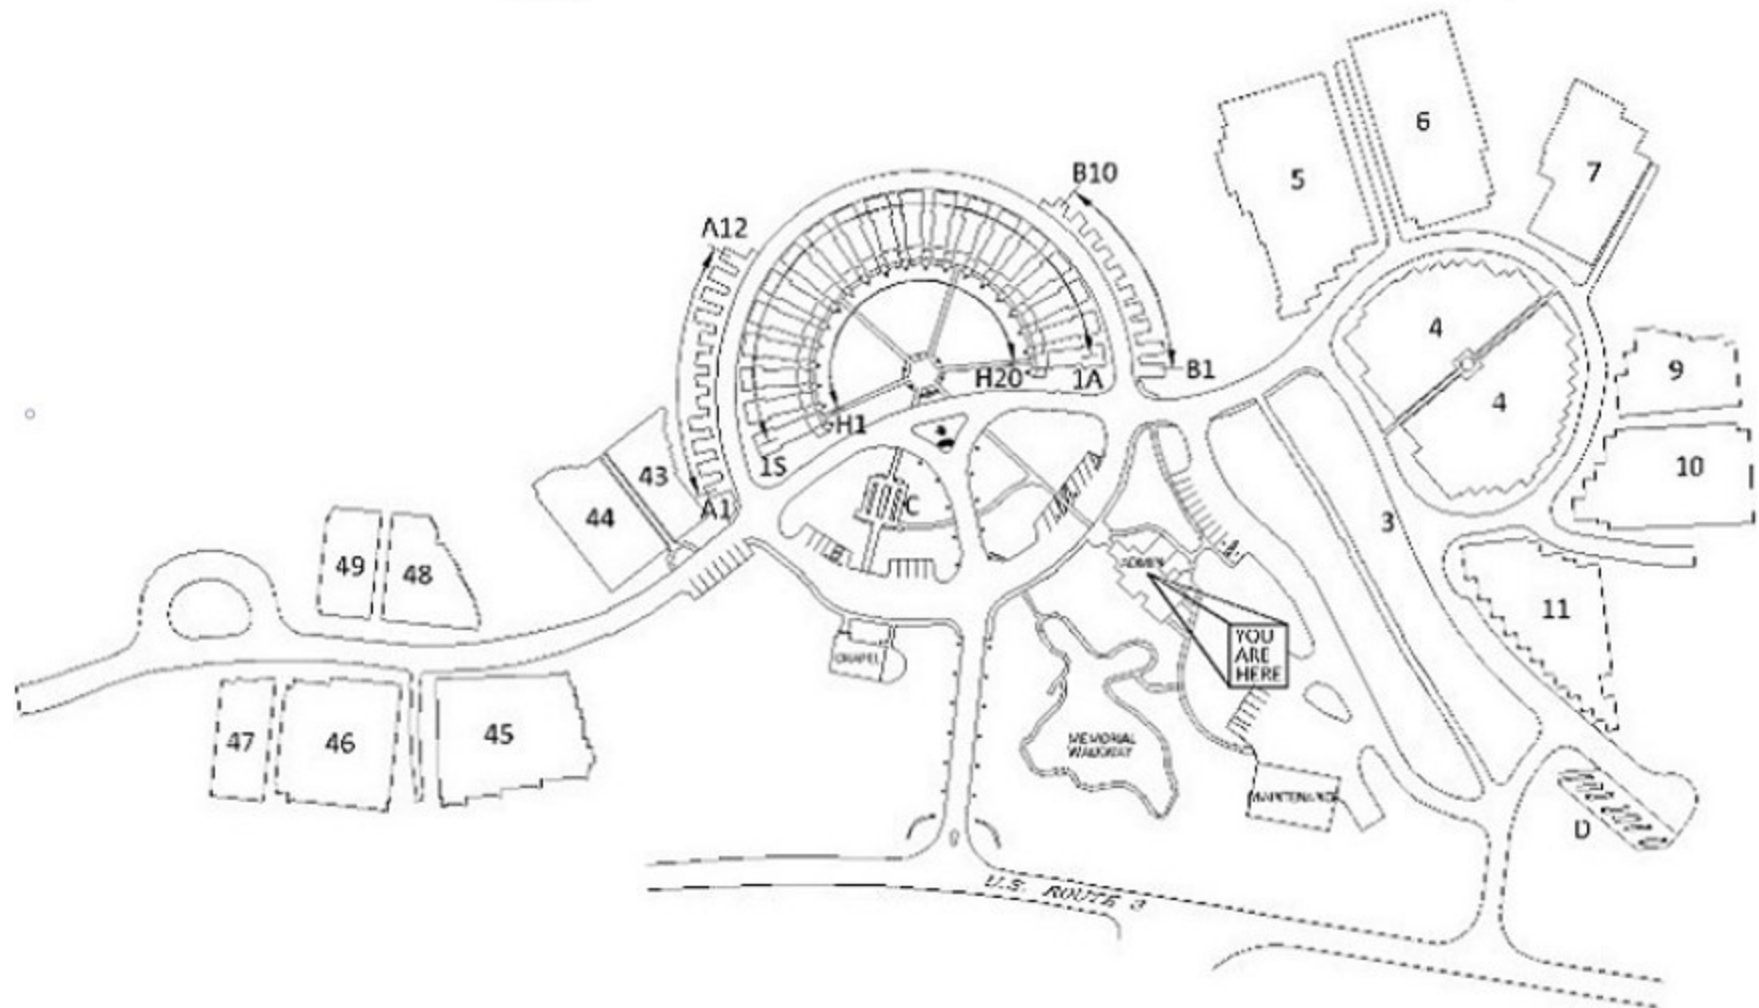 6
5
7
B10
A12
4
4
H20
1A
B1
9
H1
1S
43
44
A1
C
10
3
49
48
ADMIN
11
YOU
ARE
HERE
CHAPEL
47
46
45
MEMORIAL
WALKWAY
MAINTENANCE
D
U.S. ROUTE 3